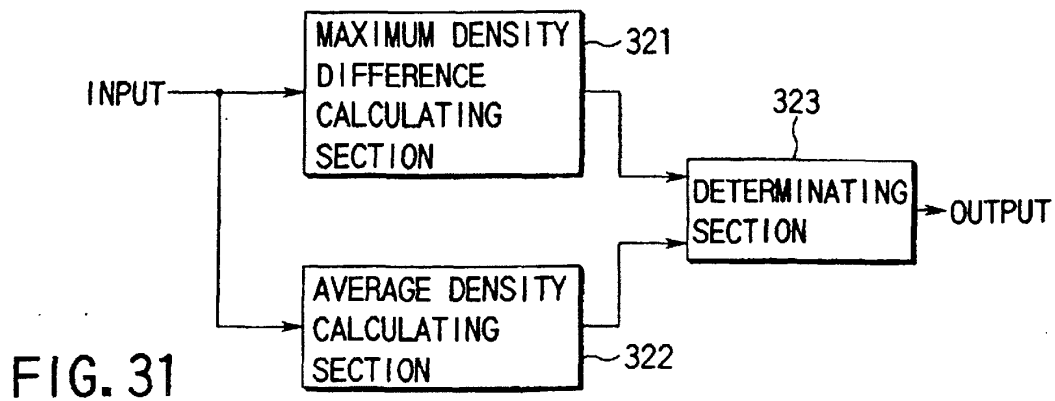 MAXIMUM DENSITY
DIFFERENCE
CALCULATING
SECTION
321
INPUT
323
DETERMINATING
SECTION
OUTPUT
AVERAGE DENSITY
CALCULATING
SECTION
322
FIG. 31